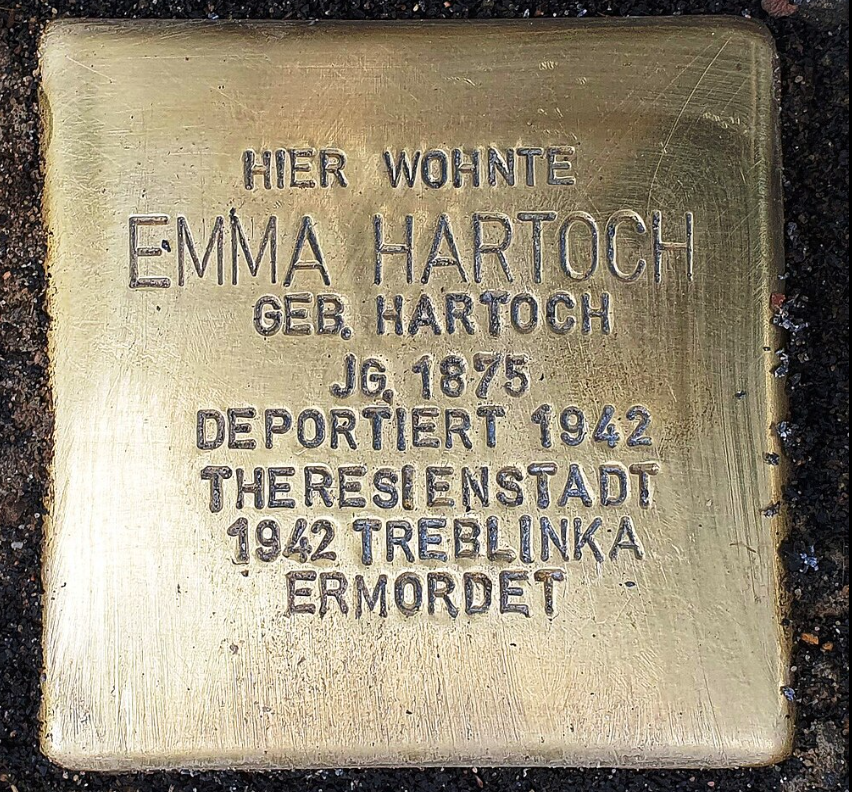 HIER WOHNTE
EMMA HARTOCH
GEB. HARTOCH
JG. 1875
DEPORTIERT 1942
THERESIENSTADT
1942 TREBLINKA
ERMORDET